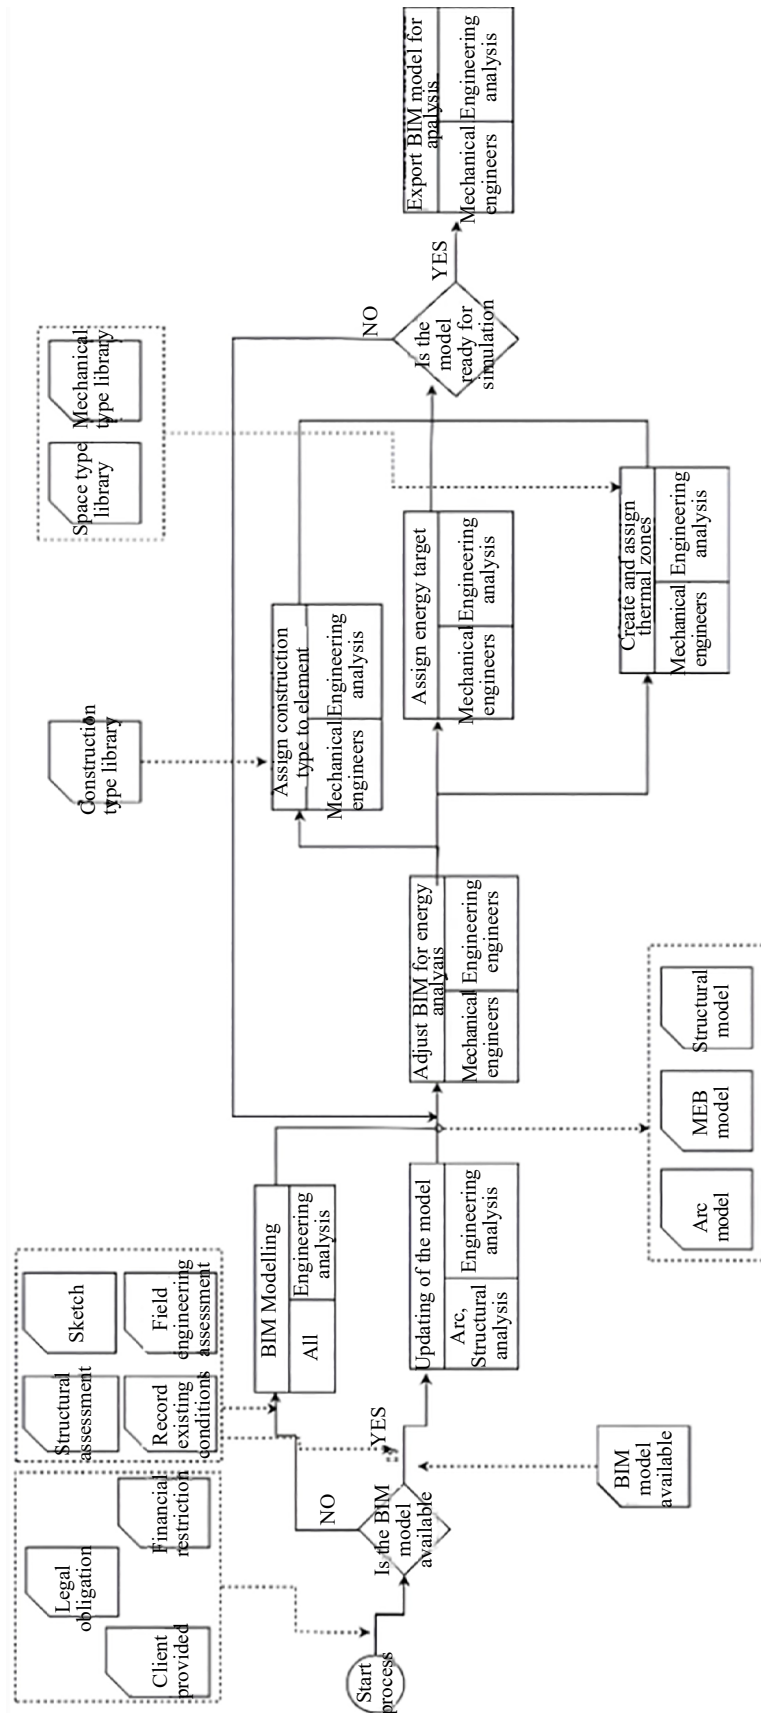 Client
provided
Legal
obligation
Financial
restriction
Structural
assessment
Sketch
Record
existing
conditions
Field
engineering
assessment
Start
process
Is the BIM
model
available
NO
YES
BIM
model
available
BIM Modelling
All
Engineering
analysis
Updating of the model
Arc,
Structural
analysis
Engineering
analysis
Arc
model
MEB
model
Structural
model
Adjust BIM for energy
analyais
Mechanical
engineers
Engineering
engineers
Construction
type library
Assign construction
type to element
Mechanical
engineers
Engineering
analysis
Assign energy target
Mechanical
engineers
Engineering
analysis
Create and assign
thermal zones
Mechanical
engineers
Engineering
analysis
Space type
library
Mechanical
type library
Is the
model
ready for
simulation
NO
YES
Export BIM model for
apalysis
Mechanical
engineers
Engineering
analysis